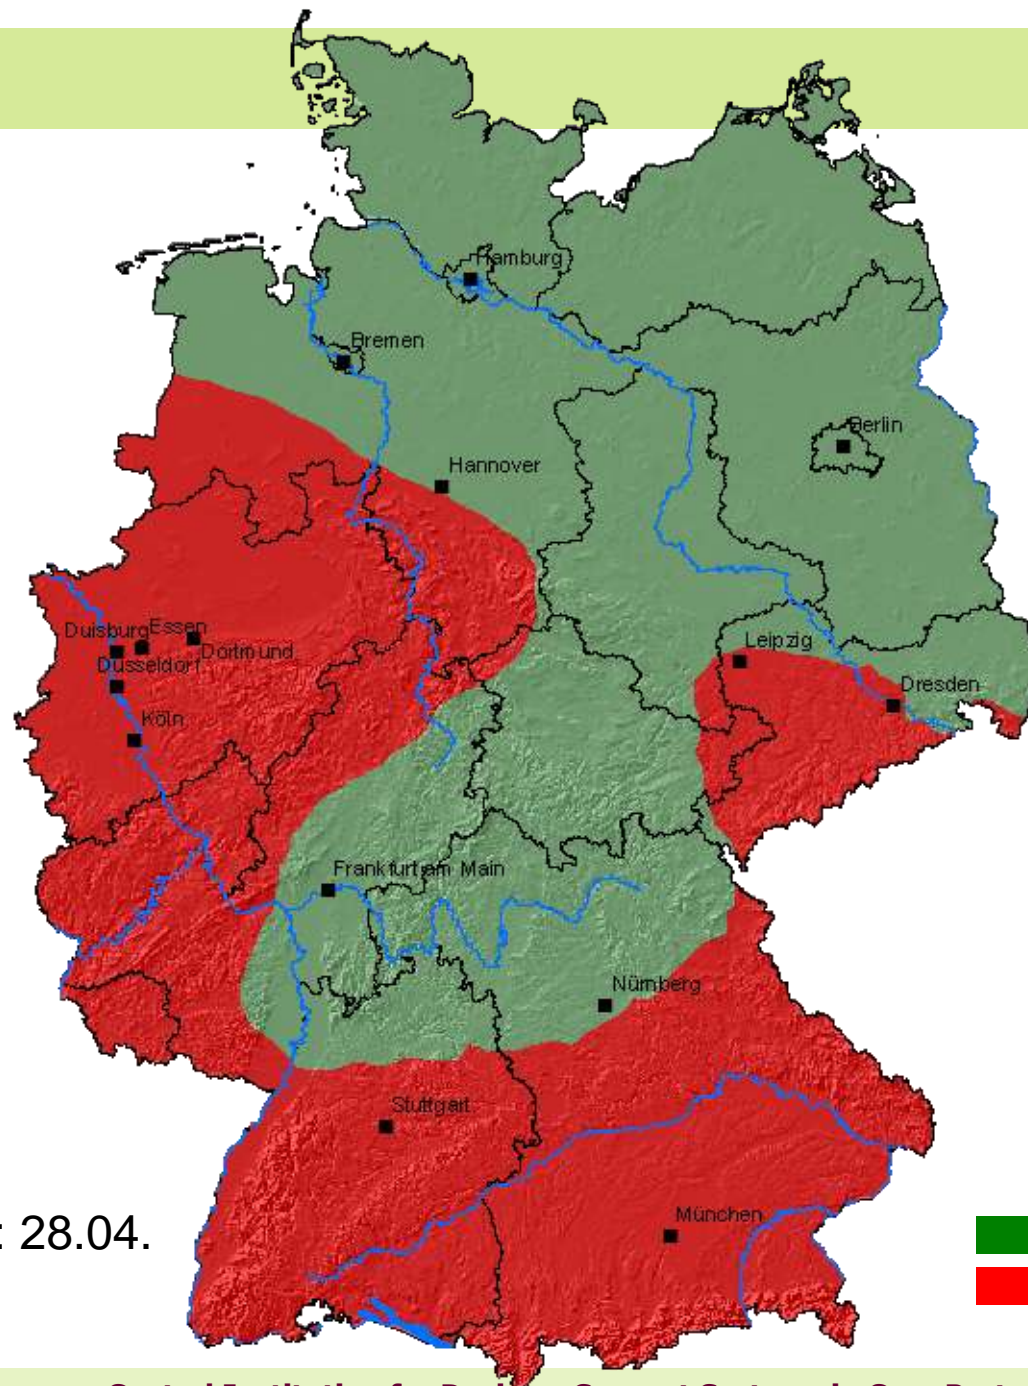 Hamburg
Bremen
Berlin
Hannover
Duisburg
Essen
Dortmund
Düsseldorf
Leipzig
Dresden
Köln
Frankfurt am Main
Nürnberg
Stuttgart
München
: 28.04.